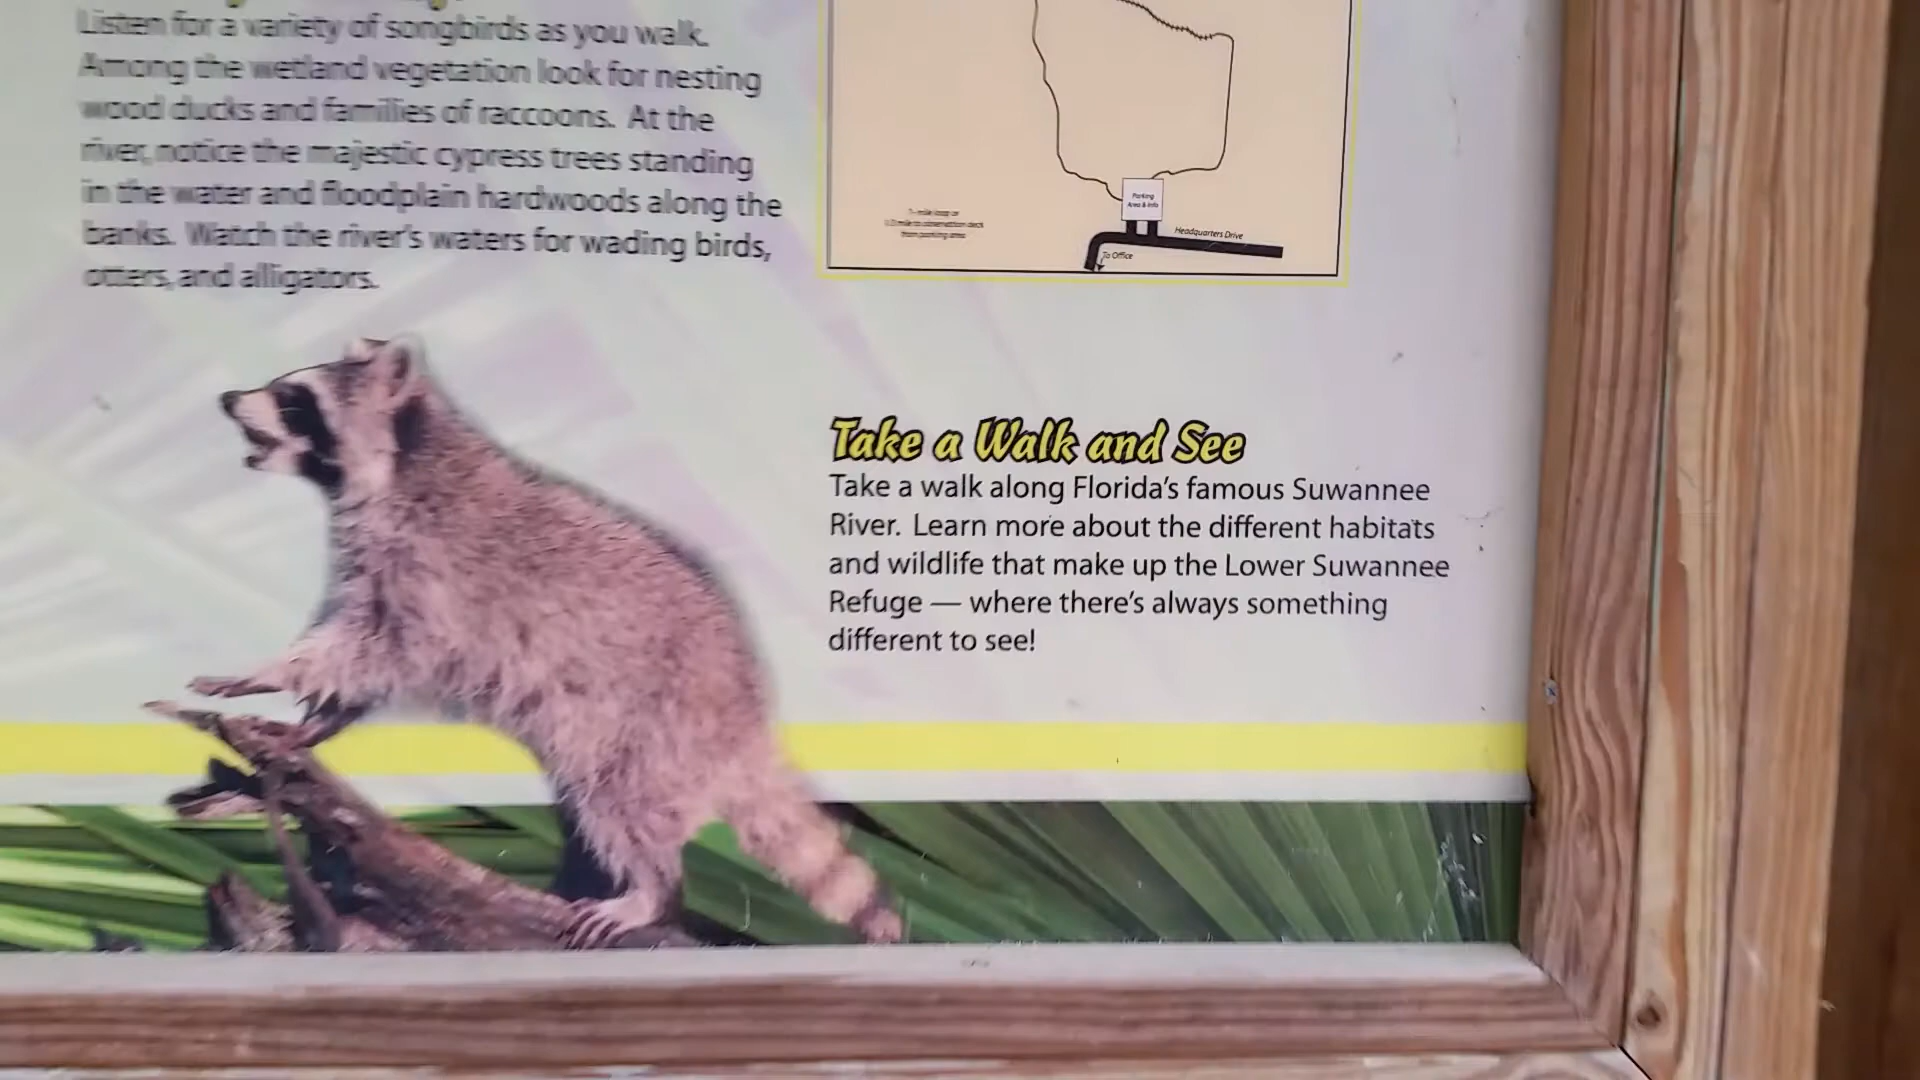 Listen for a variety of songbirds as you walk.
Among the wetland vegetation look for nesting
wood ducks and families of raccoons. At the
river, notice the majestic cypress trees standing
in the water and floodplain hardwoods along the
banks. Watch the river's waters for wading birds,
otters, and alligators.
Parking
Area & Info
Headquarters Drive
To Office
Take a Walk and See
Take a walk along Florida's famous Suwannee
River. Learn more about the different habitats
and wildlife that make up the Lower Suwannee
Refuge — where there's always something
different to see!